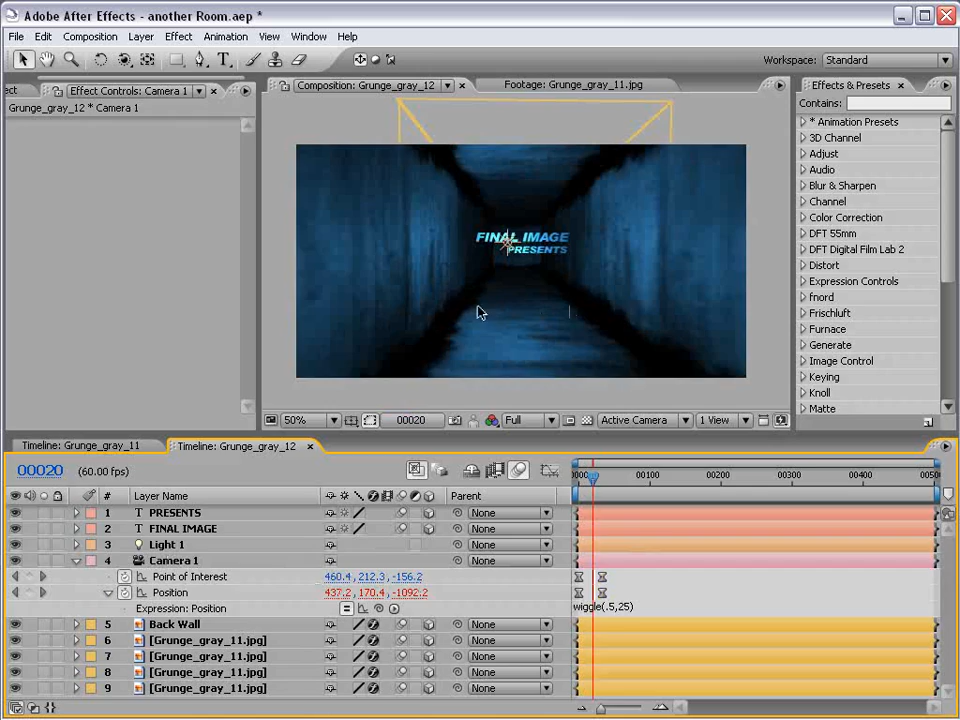 Adobe After Effects - another Room.aep *
File Edit Composition Layer Effect Animation View Window Help
Workspace: Standard
ect Effect Controls: Camera 1
Grunge_gray_12 * Camera 1
Composition: Grunge_gray_12
Footage: Grunge_gray_11.jpg
FINAL IMAGE
PRESENTS
50% 00020 Full Active Camera 1 View
Effects & Presets
Contains:
* Animation Presets
3D Channel
Adjust
Audio
Blur & Sharpen
Channel
Color Correction
DFT 55mm
DFT Digital Film Lab 2
Distort
Expression Controls
fnord
Frischluft
Furnace
Generate
Image Control
Keying
Knoll
Matte
Timeline: Grunge_gray_11 Timeline: Grunge_gray_12
00020 (60.00 fps)
0000 00100 00200 00300 00400 0050
# Layer Name Parent
1 T PRESENTS None
2 T FINAL IMAGE None
3 Light 1 None
4 Camera 1 None
Point of Interest 460.4, 212.3, -156.2
Position 437.2, 170.4, -1092.2
Expression: Position wiggle(.5,25)
5 Back Wall None
6 [Grunge_gray_11.jpg] None
7 [Grunge_gray_11.jpg] None
8 [Grunge_gray_11.jpg] None
9 [Grunge_gray_11.jpg] None